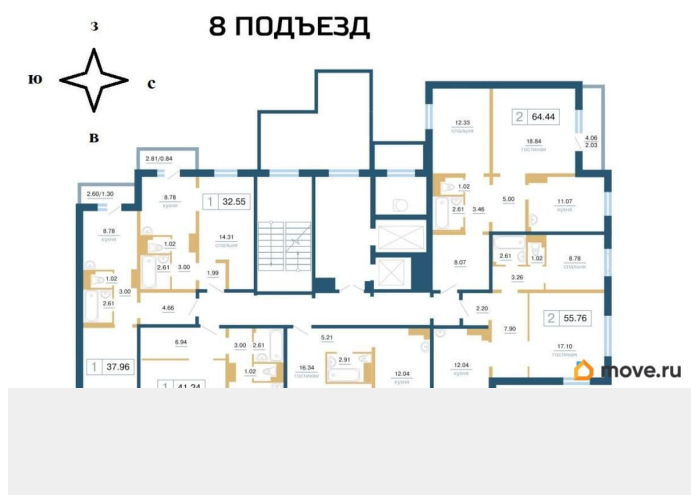 8 ПОДЪЕЗД
з
ю
с
в
2 64.44
12.33
спальня
18.84
гостиная
4.06
2.03
2.81/0.84
2.60/1.30
8.78
кухня
1 32.55
14.31
спальня
1.02
2.61
3.00
1.99
8.78
кухня
1.02
3.00
2.61
4.66
1.02
2.61
3.46
5.00
11.07
кухня
8.07
2.61
3.26
1.02
8.78
спальня
2.20
7.90
2 55.76
17.10
гостиная
6.94
3.00
2.61
1.02
5.21
16.34
гостиная
2.91
12.04
кухня
12.04
кухня
1 37.96
1 41.24
move.ru